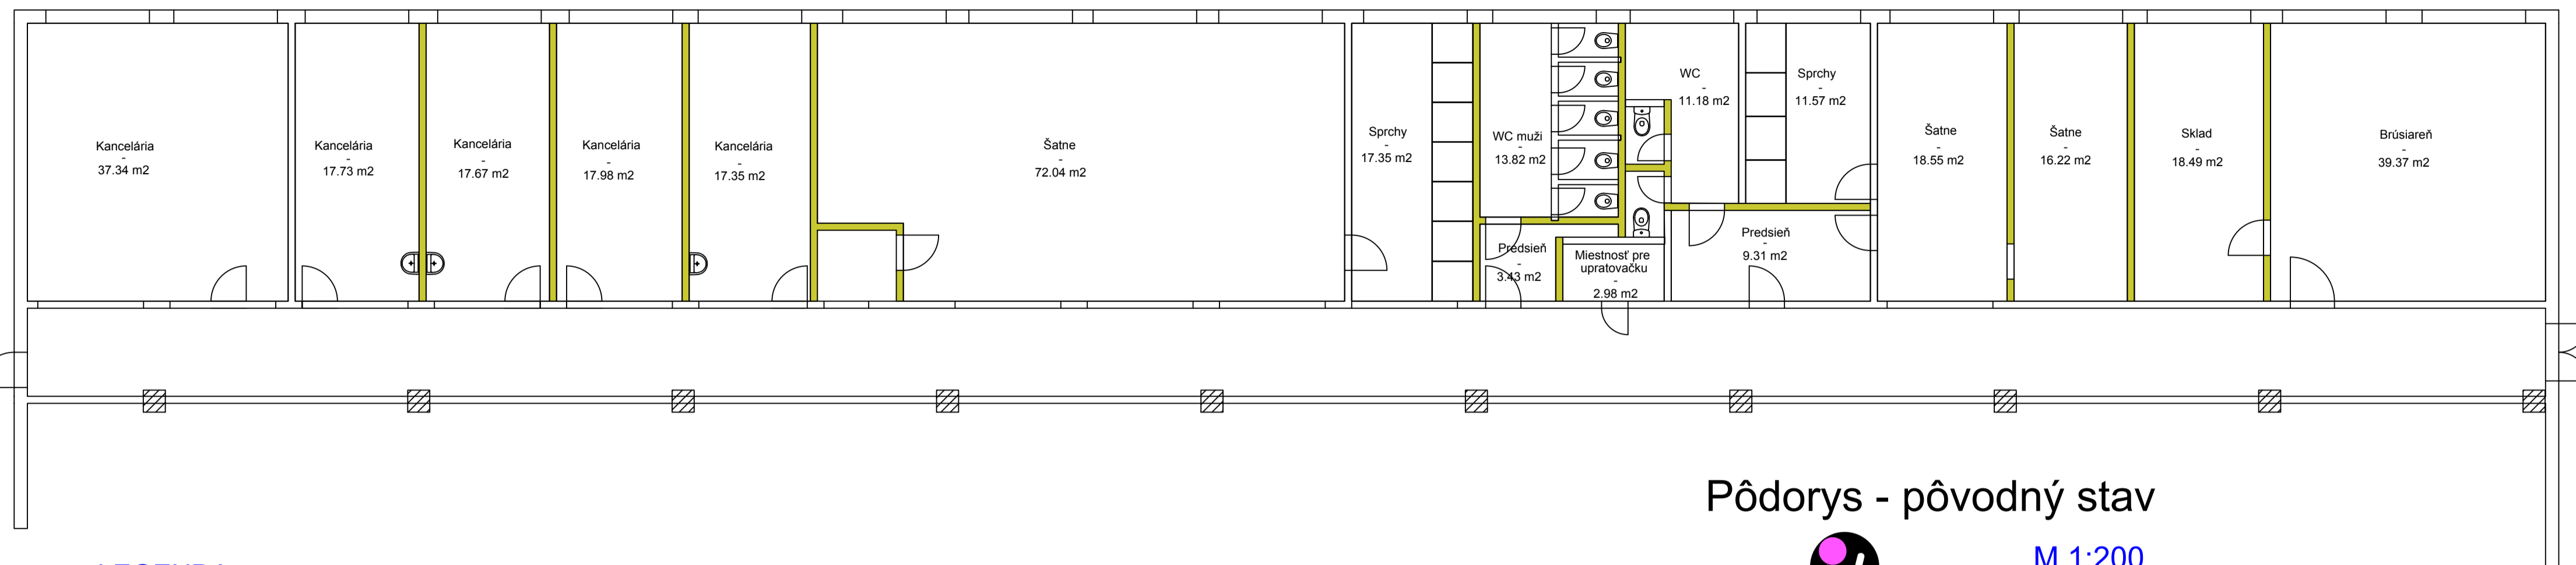 Kancelária
-
37.34 m2
Kancelária
-
17.73 m2
Kancelária
-
17.67 m2
Kancelária
-
17.98 m2
Kancelária
-
17.35 m2
Šatne
-
72.04 m2
Sprchy
-
17.35 m2
WC muži
-
13.82 m2
Predsieň
-
3.43 m2
Miestnosť pre
upratovačku
-
2.98 m2
WC
-
11.18 m2
Sprchy
-
11.57 m2
Predsieň
-
9.31 m2
Šatne
-
18.55 m2
Šatne
-
16.22 m2
Sklad
-
18.49 m2
Brúsiareň
-
39.37 m2
Pôdorys - pôvodný stav
M 1:200